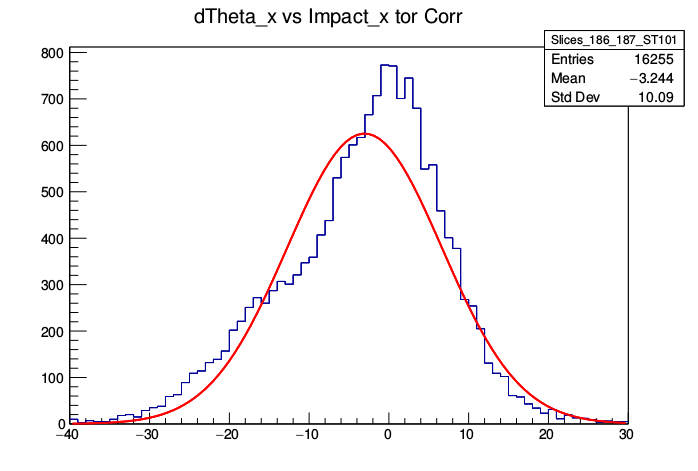 dTheta_x vs Impact_x tor Corr
Slices_186_187_ST101
Entries 16255
Mean −3.244
Std Dev 10.09
800
700
600
500
400
300
200
100
0
−40 −30 −20 −10 0 10 20 30